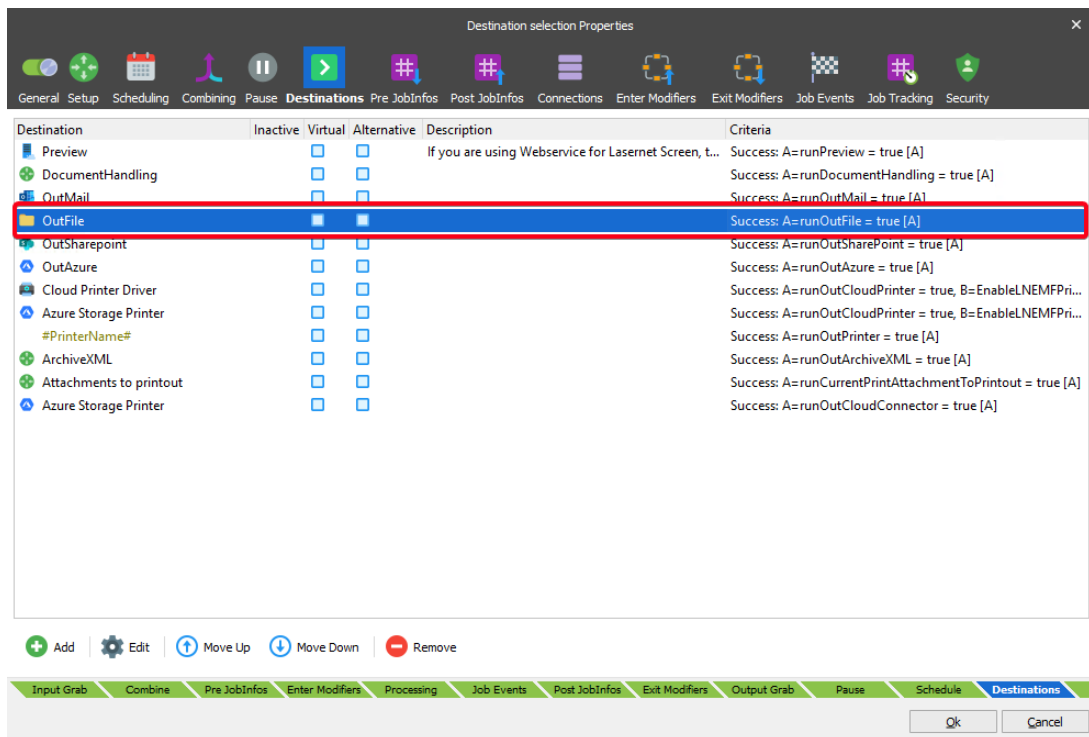 Destination selection Properties
General Setup Scheduling Combining Pause Destinations Pre JobInfos Post JobInfos Connections Enter Modifiers Exit Modifiers Job Events Job Tracking Security
Destination Inactive Virtual Alternative Description Criteria
Preview If you are using Webservice for Lasernet Screen, t... Success: A=runPreview = true [A]
DocumentHandling Success: A=runDocumentHandling = true [A]
OutMail Success: A=runOutMail = true [A]
OutFile Success: A=runOutFile = true [A]
OutSharepoint Success: A=runOutSharePoint = true [A]
OutAzure Success: A=runOutAzure = true [A]
Cloud Printer Driver Success: A=runOutCloudPrinter = true, B=EnableLNEMFPri...
Azure Storage Printer Success: A=runOutCloudPrinter = true, B=EnableLNEMFPri...
#PrinterName# Success: A=runOutPrinter = true [A]
ArchiveXML Success: A=runOutArchiveXML = true [A]
Attachments to printout Success: A=runCurrentPrintAttachmentToPrintout = true [A]
Azure Storage Printer Success: A=runOutCloudConnector = true [A]
Add Edit Move Up Move Down Remove
Input Grab Combine Pre JobInfos Enter Modifiers Processing Job Events Post JobInfos Exit Modifiers Output Grab Pause Schedule Destinations
Ok Cancel